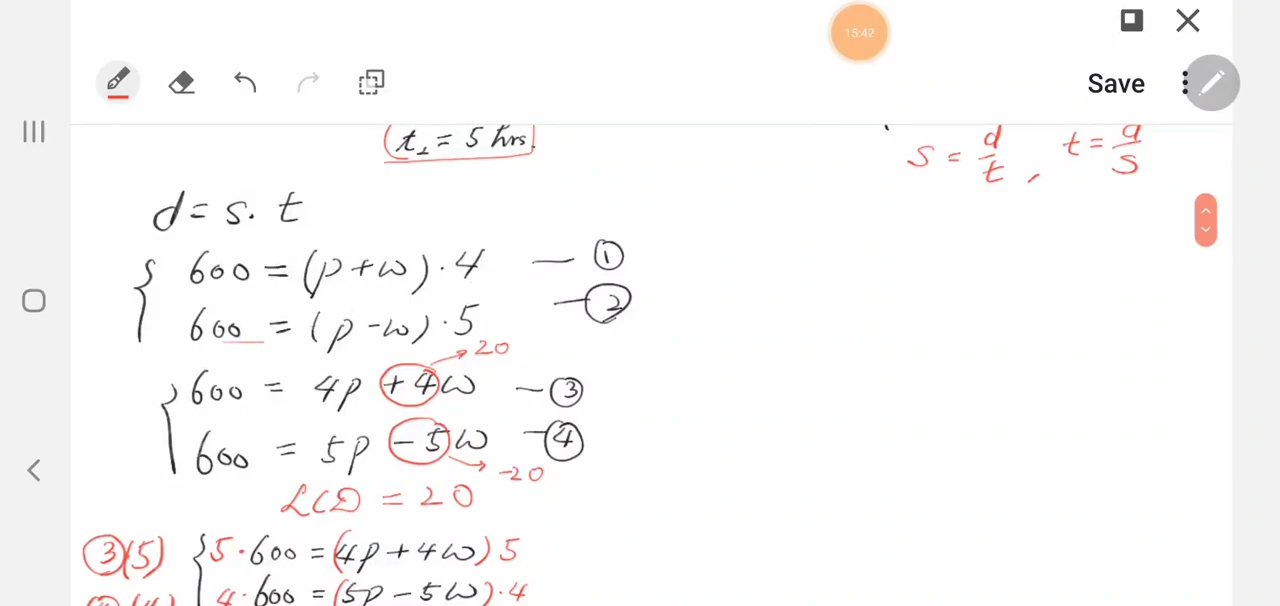 15:42
Save
(t₂ = 5 hrs)
s = d/t , t = d/s
d = s. t
600 = (p+w)·4 — ①
600 = (p-w)·5 — ②
20
600 = 4p +4w — ③
600 = 5p -5w — ④
-20
LCD = 20
③(5) 5·600 = (4p+4w)5
4·600 = (5p-5w)·4